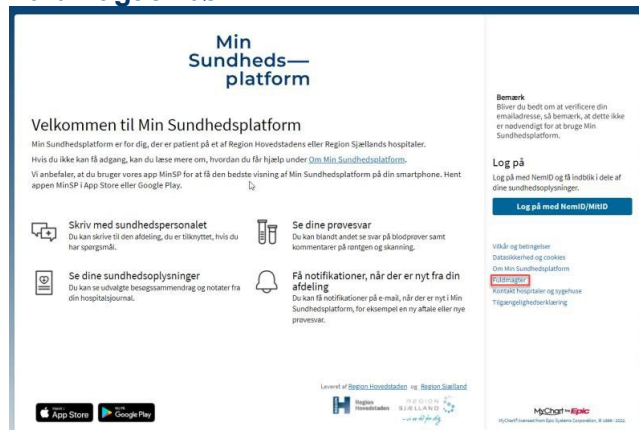 Min
Sundheds—
platform
Velkommen til Min Sundhedsplatform
Min Sundhedsplatform er for dig, der er patient på et af Region Hovedstadens eller Region Sjællands hospitaler.
Hvis du ikke kan få adgang, kan du læse mere om, hvordan du får hjælp under Om Min Sundhedsplatform.
Vi anbefaler, at du bruger vores app MinSP for at få den bedste visning af Min Sundhedsplatform på din smartphone. Hent
appen MinSP i App Store eller Google Play.
Skriv med sundhedspersonalet
Du kan skrive til den afdeling, du er tilknyttet, hvis du
har spørgsmål.
Se dine prøvesvar
Du kan blandt andet se svar på blodprøver samt
kommentarer på røntgen og skanning.
Se dine sundhedsoplysninger
Du kan se udvalgte besøgssammendrag og notater fra
din hospitalsjournal.
Få notifikationer, når der er nyt fra din
afdeling
Du kan få notifikationer på e-mail, når der er nyt i Min
Sundhedsplatform, for eksempel en ny aftale eller nye
prøvesvar.
Leveret af Region Hovedstaden og Region Sjælland
Region
Hovedstaden
REGION
SJÆLLAND
App Store
Google Play
Bemærk
Bliver du bedt om at verificere din
emailadresse, så bemærk, at dette ikke
er nødvendigt for at bruge Min
Sundhedsplatform.
Log på
Log på med NemID og få indblik i dele af
dine sundhedsoplysninger.
Log på med NemID/MitID
Vilkår og betingelser
Datasikkerhed og cookies
Om Min Sundhedsplatform
Fuldmagter
Kontakt hospitaler og sygehuse
Tilgængelighedserklæring
MyChart Epic
MyChart® licensed from Epic Systems Corporation, © 1999 - 2022.